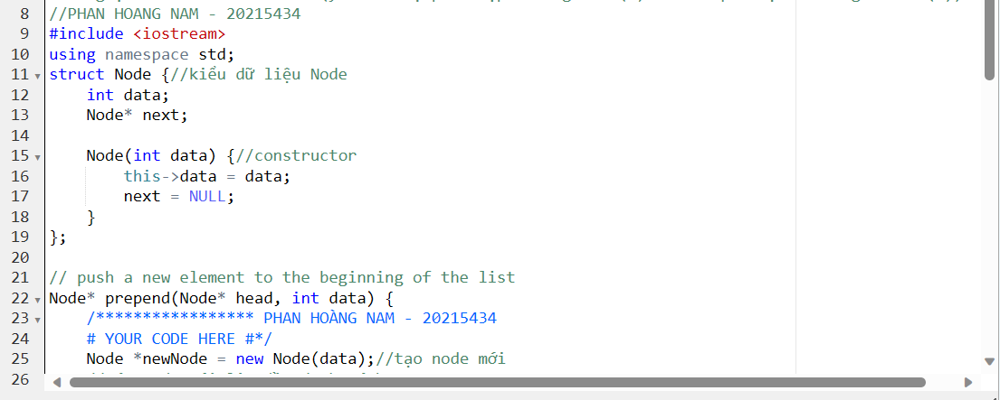 8 //PHAN HOANG NAM - 20215434
9 #include <iostream>
10 using namespace std;
11 struct Node {//kiểu dữ liệu Node
12 int data;
13 Node* next;
14
15 Node(int data) {//constructor
16 this->data = data;
17 next = NULL;
18 }
19 };
20
21 // push a new element to the beginning of the list
22 Node* prepend(Node* head, int data) {
23 /***************** PHAN HOÀNG NAM - 20215434
24 # YOUR CODE HERE #*/
25 Node *newNode = new Node(data);//tạo node mới
26